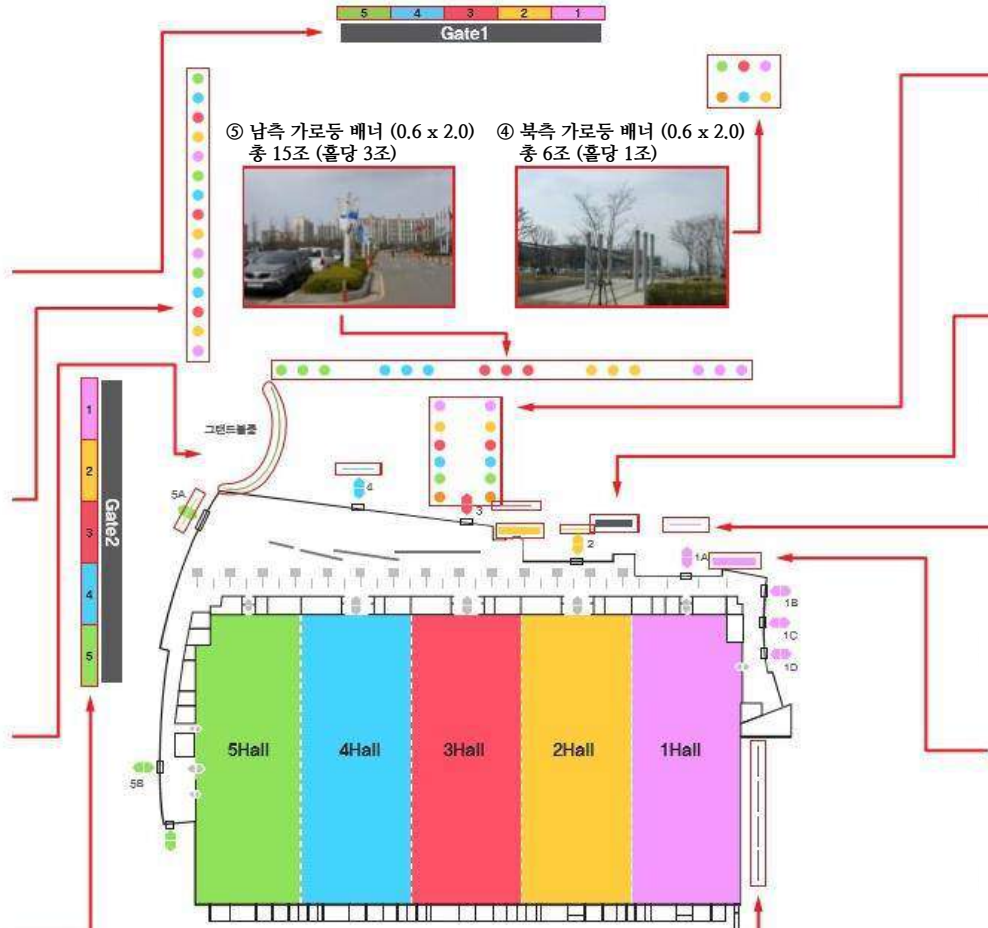 5 4 3 2 1
Gate1
⑤ 남측 가로등 배너 (0.6 x 2.0)
총 15조 (홀당 3조)
④ 북측 가로등 배너 (0.6 x 2.0)
총 6조 (홀당 1조)
1
2
3
4
5
Gate2
그랜드볼룸
5A
4
3
2
1A
1B
1C
1D
5Hall
4Hall
3Hall
2Hall
1Hall
5B